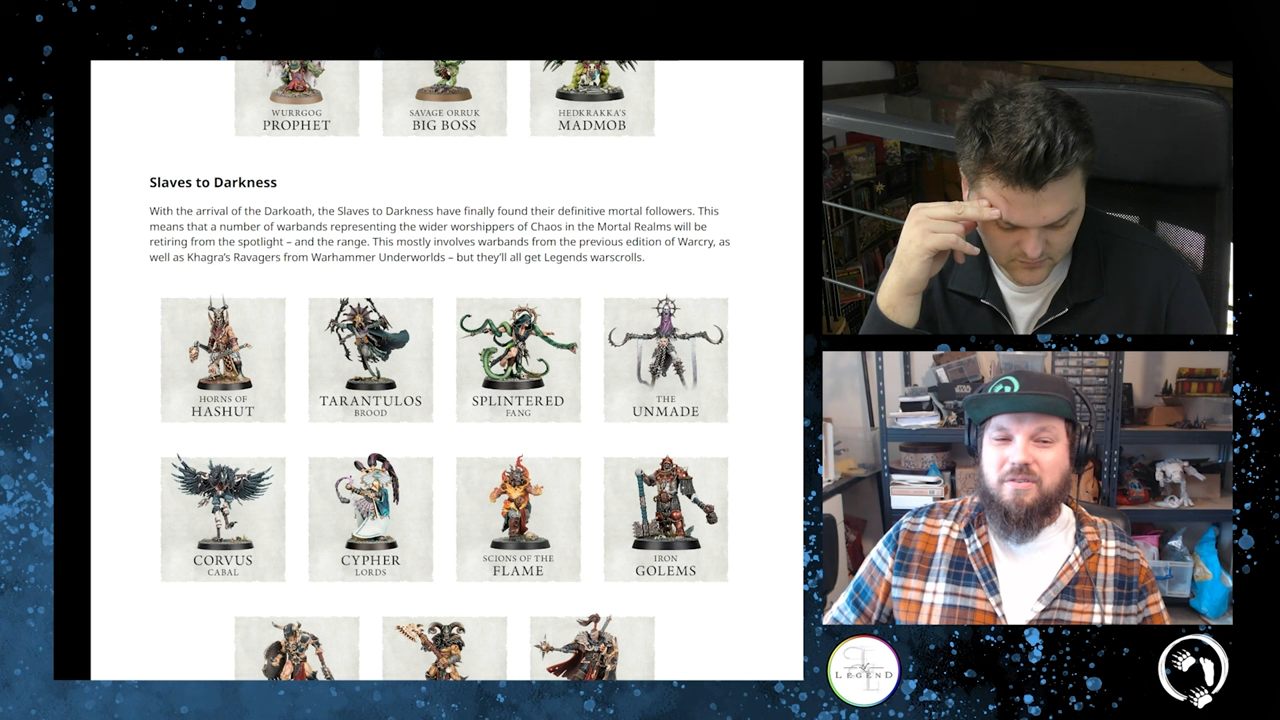 WURRGOG
PROPHET
SAVAGE ORRUK
BIG BOSS
HEDKRAKKA'S
MADMOB
Slaves to Darkness
With the arrival of the Darkoath, the Slaves to Darkness have finally found their definitive mortal followers. This
means that a number of warbands representing the wider worshippers of Chaos in the Mortal Realms will be
retiring from the spotlight – and the range. This mostly involves warbands from the previous edition of Warcry, as
well as Khagra's Ravagers from Warhammer Underworlds – but they'll all get Legends warscrolls.
HORNS OF
HASHUT
TARANTULOS
BROOD
SPLINTERED
FANG
THE
UNMADE
CORVUS
CABAL
CYPHER
LORDS
SCIONS OF THE
FLAME
IRON
GOLEMS
LEGEND